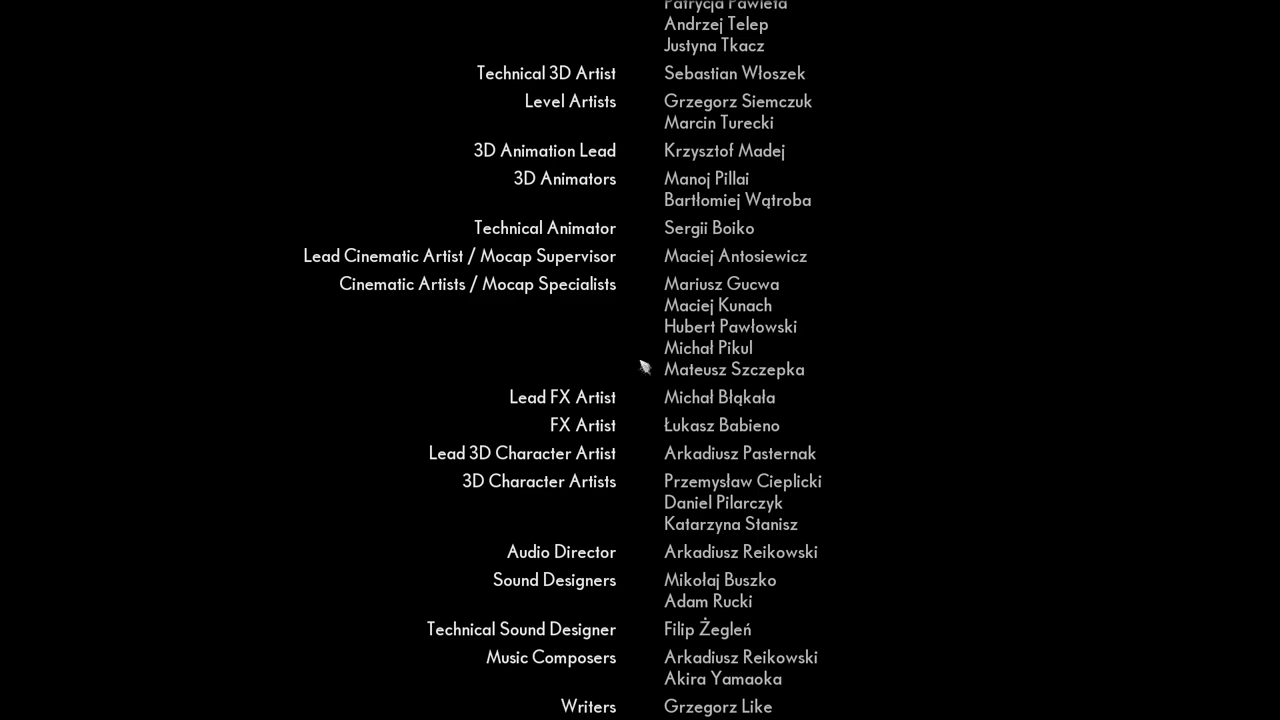 Patrycja Pawleta
Andrzej Telep
Justyna Tkacz
Technical 3D Artist Sebastian Włoszek
Level Artists Grzegorz Siemczuk
Marcin Turecki
3D Animation Lead Krzysztof Madej
3D Animators Manoj Pillai
Bartłomiej Wątroba
Technical Animator Sergii Boiko
Lead Cinematic Artist / Mocap Supervisor Maciej Antosiewicz
Cinematic Artists / Mocap Specialists Mariusz Gucwa
Maciej Kunach
Hubert Pawłowski
Michał Pikul
Mateusz Szczepka
Lead FX Artist Michał Błąkała
FX Artist Łukasz Babieno
Lead 3D Character Artist Arkadiusz Pasternak
3D Character Artists Przemysław Cieplicki
Daniel Pilarczyk
Katarzyna Stanisz
Audio Director Arkadiusz Reikowski
Sound Designers Mikołaj Buszko
Adam Rucki
Technical Sound Designer Filip Żegleń
Music Composers Arkadiusz Reikowski
Akira Yamaoka
Writers Grzegorz Like